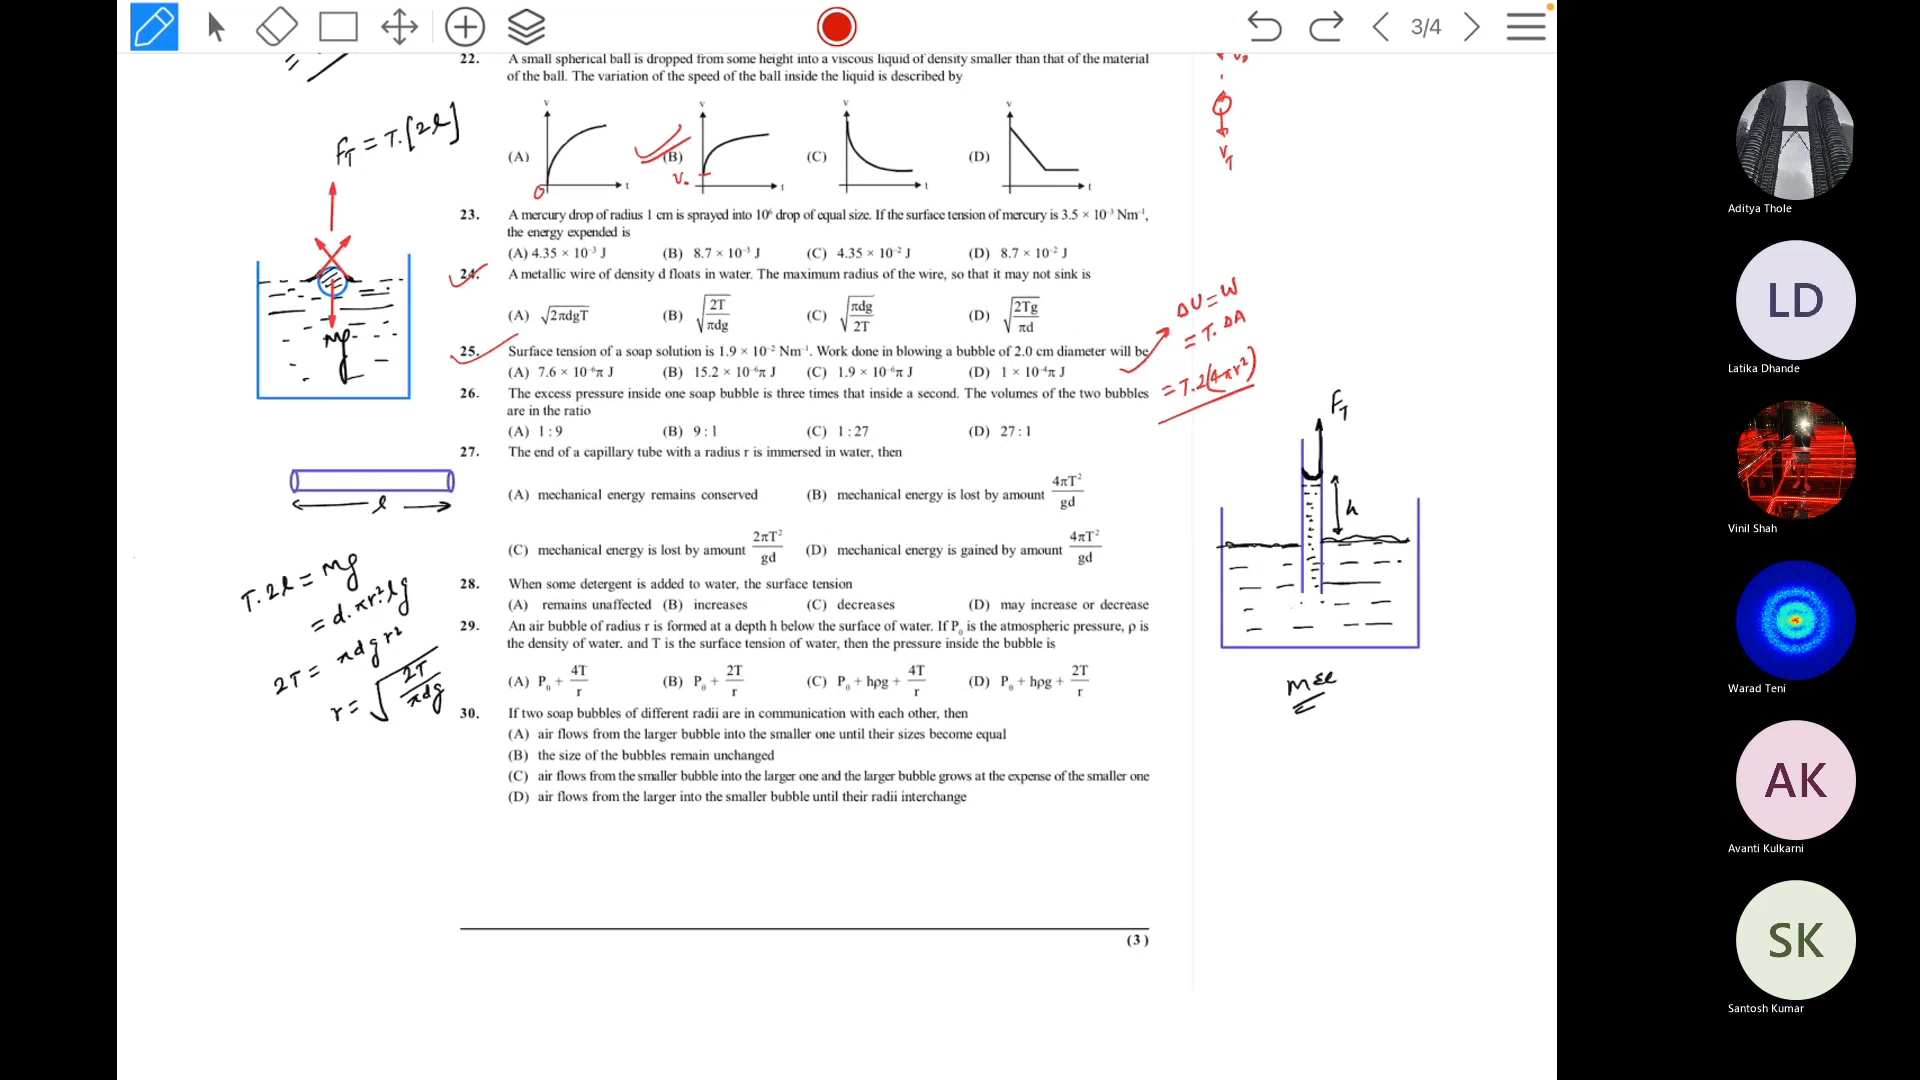 3/4
22. A small spherical ball is dropped from some height into a viscous liquid of density smaller than that of the material
of the ball. The variation of the speed of the ball inside the liquid is described by
(A) v t 0
(B) v t v₀
(C) v t
(D) v t
v₀
v_T
F_T = T.[2l]
Mg
23. A mercury drop of radius 1 cm is sprayed into 10⁶ drop of equal size. If the surface tension of mercury is 3.5 × 10⁻³ Nm⁻¹,
the energy expended is
(A) 4.35 × 10⁻³ J (B) 8.7 × 10⁻³ J (C) 4.35 × 10⁻² J (D) 8.7 × 10⁻² J
24. A metallic wire of density d floats in water. The maximum radius of the wire, so that it may not sink is
(A) √2πdgT (B) √(2T/πdg) (C) √(πdg/2T) (D) √(2Tg/πd)
25. Surface tension of a soap solution is 1.9 × 10⁻² Nm⁻¹. Work done in blowing a bubble of 2.0 cm diameter will be
(A) 7.6 × 10⁻⁶π J (B) 15.2 × 10⁻⁶π J (C) 1.9 × 10⁻⁶π J (D) 1 × 10⁻⁴π J
ΔU = W
= T. ΔA
= T.2(4πr²)
26. The excess pressure inside one soap bubble is three times that inside a second. The volumes of the two bubbles
are in the ratio
(A) 1 : 9 (B) 9 : 1 (C) 1 : 27 (D) 27 : 1
27. The end of a capillary tube with a radius r is immersed in water, then
(A) mechanical energy remains conserved (B) mechanical energy is lost by amount 4πT²/gd
(C) mechanical energy is lost by amount 2πT²/gd (D) mechanical energy is gained by amount 4πT²/gd
28. When some detergent is added to water, the surface tension
(A) remains unaffected (B) increases (C) decreases (D) may increase or decrease
29. An air bubble of radius r is formed at a depth h below the surface of water. If P₀ is the atmospheric pressure, ρ is
the density of water. and T is the surface tension of water, then the pressure inside the bubble is
(A) P₀ + 4T/r (B) P₀ + 2T/r (C) P₀ + hρg + 4T/r (D) P₀ + hρg + 2T/r
30. If two soap bubbles of different radii are in communication with each other, then
(A) air flows from the larger bubble into the smaller one until their sizes become equal
(B) the size of the bubbles remain unchanged
(C) air flows from the smaller bubble into the larger one and the larger bubble grows at the expense of the smaller one
(D) air flows from the larger into the smaller bubble until their radii interchange
(3)
l
T.2l = Mg
= d.πr²lg
2T = πdgr²
r = √(2T/πdg)
F_T
h
Aditya Thole
LD
Latika Dhande
Vinil Shah
Warad Teni
AK
Avanti Kulkarni
SK
Santosh Kumar